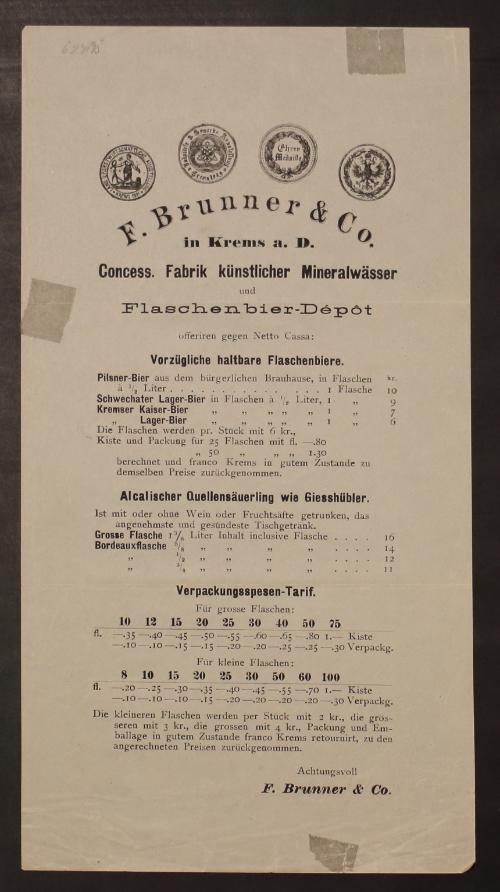 Ehren
Medaille
F. Brunner & Co.
in Krems a. D.
Concess. Fabrik künstlicher Mineralwässer
und
Flaschenbier-Dépôt
offeriren gegen Netto Cassa:
Vorzügliche haltbare Flaschenbiere.
Pilsner-Bier aus dem bürgerlichen Brauhause, in Flaschen kr.
à 1/2 Liter . . . . . . . . . . . . . . 1 Flasche 10
Schwechater Lager-Bier in Flaschen à 1/2 Liter, 1 „ 9
Kremser Kaiser-Bier „ „ „ „ „ 1 „ 7
„ Lager-Bier „ „ „ „ „ 1 „ 6
Die Flaschen werden pr. Stück mit 6 kr.,
Kiste und Packung für 25 Flaschen mit fl. —.80
„ 50 „ „ „ 1.30
berechnet und franco Krems in gutem Zustande zu
demselben Preise zurückgenommen.
Alcalischer Quellensäuerling wie Giesshübler.
Ist mit oder ohne Wein oder Fruchtsäfte getrunken, das
angenehmste und gesündeste Tischgetränk.
Grosse Flasche Liter Inhalt inclusive Flasche . . . . 16
Bordeauxflasche „ „ „ „ . . . . 14
„ 1/2 „ „ „ „ . . . . 12
„ „ „ „ „ . . . . 11
Verpackungsspesen-Tarif.
Für grosse Flaschen:
10 12 15 20 25 30 40 50 75
fl. —.35 —.40 —.45 —.50 —.55 —.60 —.65 —.80 1.— Kiste
—.10 —.10 —.15 —.15 —.20 —.20 —.25 —.25 —.30 Verpackg.
Für kleine Flaschen:
8 10 15 20 25 30 50 60 100
fl. —.20 —.25 —.30 —.35 —.40 —.45 —.55 —.70 1.— Kiste
—.10 —.10 —.10 —.15 —.20 —.20 —.20 —.20 —.30 Verpackg.
Die kleineren Flaschen werden per Stück mit 2 kr., die gros-
seren mit 3 kr., die grossen mit 4 kr., Packung und Em-
ballage in gutem Zustande franco Krems retournirt, zu den
angerechneten Preisen zurückgenommen.
Achtungsvoll
F. Brunner & Co.